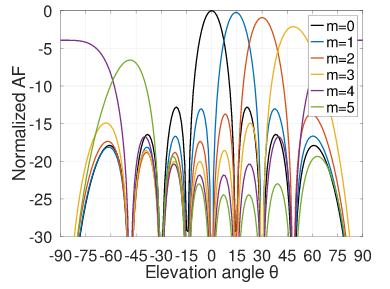 Normalized AF
0
-5
-10
-15
-20
-25
-30
-90 -75 -60 -45 -30 -15 0 15 30 45 60 75 90
Elevation angle θ
m=0
m=1
m=2
m=3
m=4
m=5